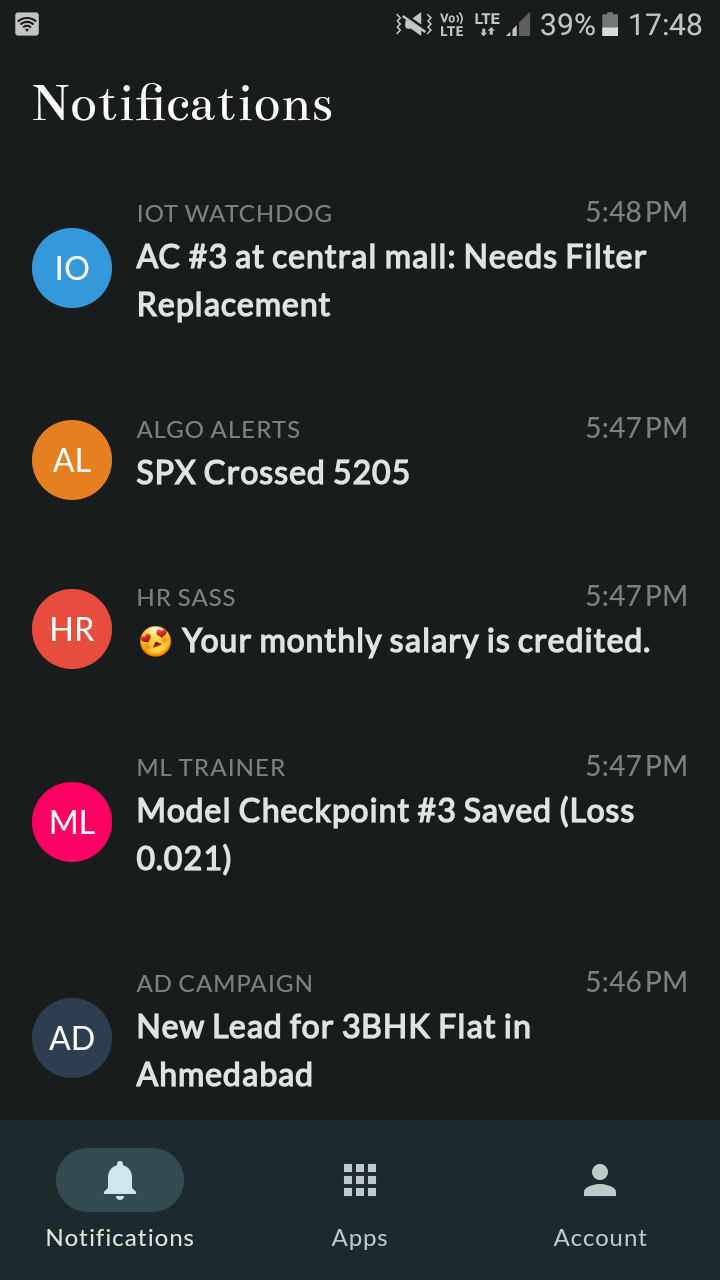 Vo)) LTE LTE 39% 17:48
Notifications
IOT WATCHDOG 5:48 PM
IO
AC #3 at central mall: Needs Filter
Replacement
ALGO ALERTS 5:47 PM
AL
SPX Crossed 5205
HR SASS 5:47 PM
HR
😍 Your monthly salary is credited.
ML TRAINER 5:47 PM
ML
Model Checkpoint #3 Saved (Loss
0.021)
AD CAMPAIGN 5:46 PM
AD
New Lead for 3BHK Flat in
Ahmedabad
Notifications Apps Account